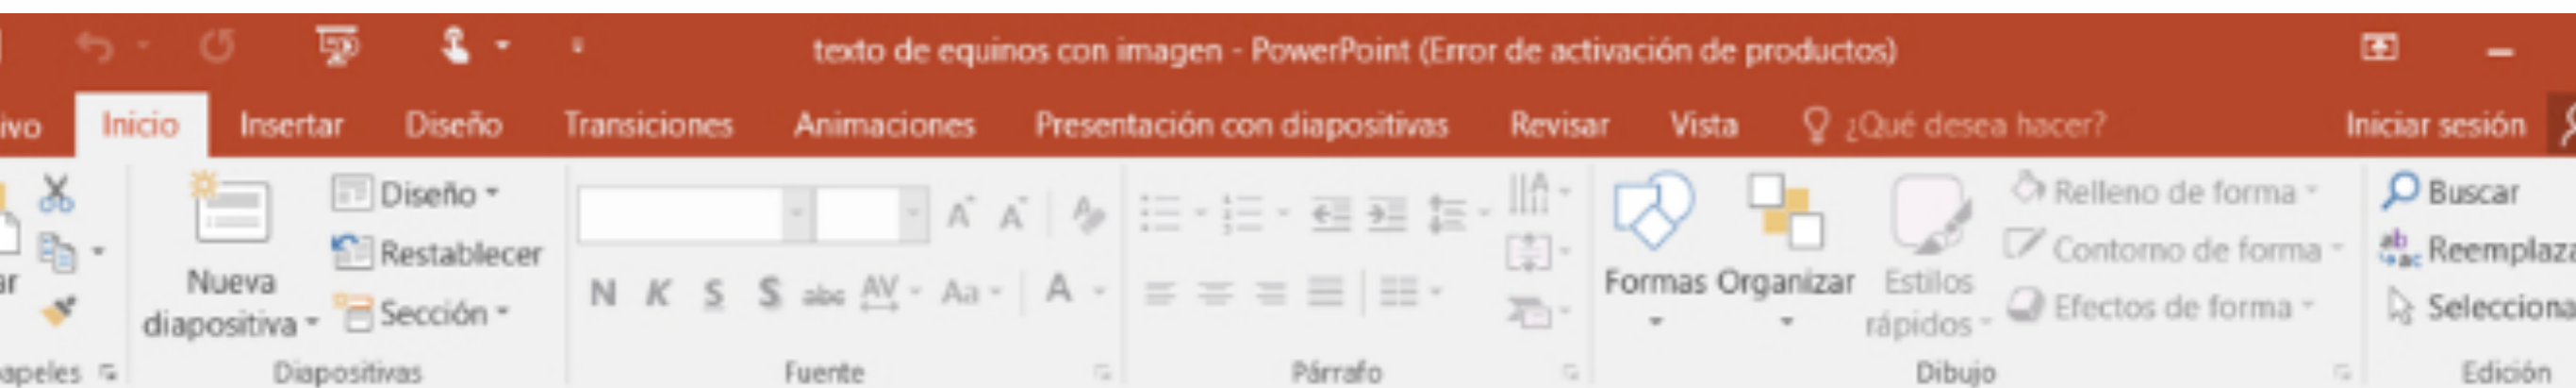 texto de equinos con imagen - PowerPoint (Error de activación de productos)
ivo Inicio Insertar Diseño Transiciones Animaciones Presentación con diapositivas Revisar Vista ¿Qué desea hacer? Iniciar sesión
ar
Nueva diapositiva
Diseño
Restablecer
Sección
Diapositivas
N K S S abc AV Aa A
Fuente
Párrafo
Formas Organizar Estilos rápidos
Relleno de forma
Contorno de forma
Efectos de forma
Dibujo
Buscar
Reemplaza
Selecciona
Edición
apeles